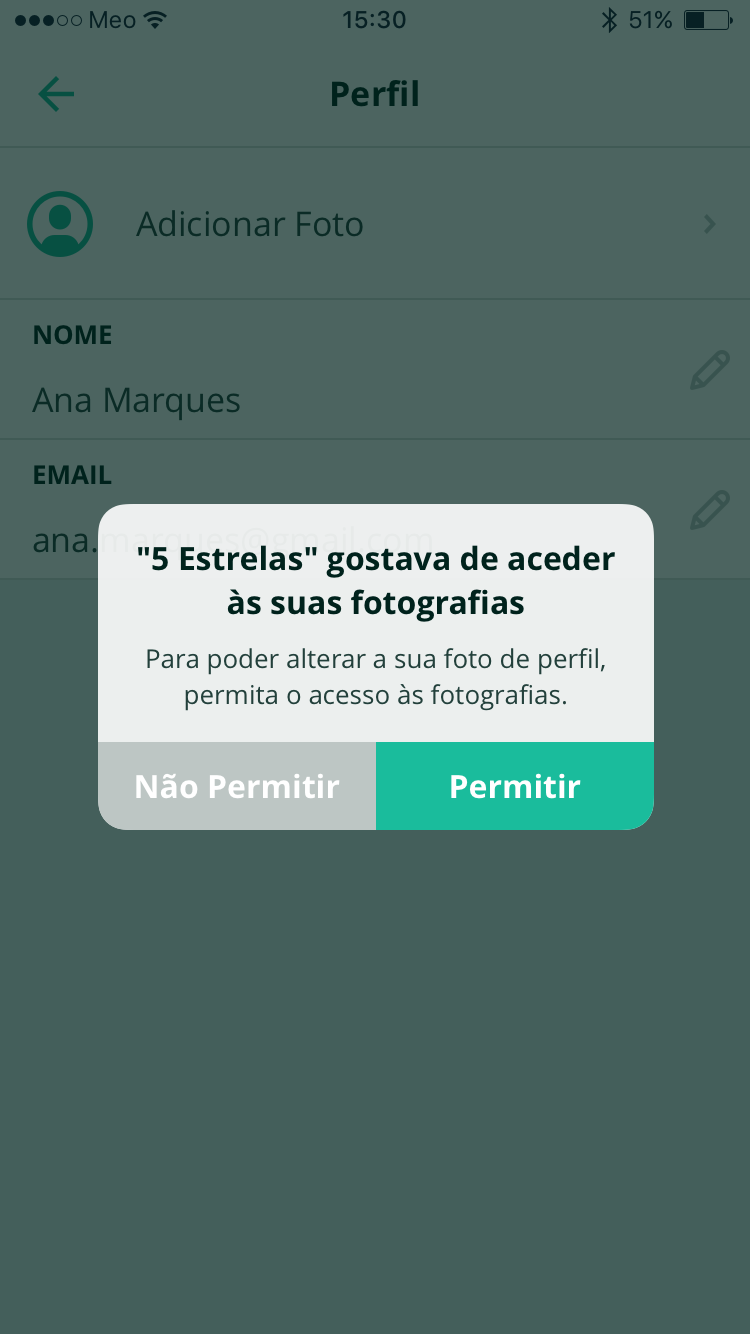 Meo 15:30 51%
Perfil
Adicionar Foto
NOME
Ana Marques
EMAIL
ana.marques@gmail.com
"5 Estrelas" gostava de aceder
às suas fotografias
Para poder alterar a sua foto de perfil,
permita o acesso às fotografias.
Não Permitir Permitir